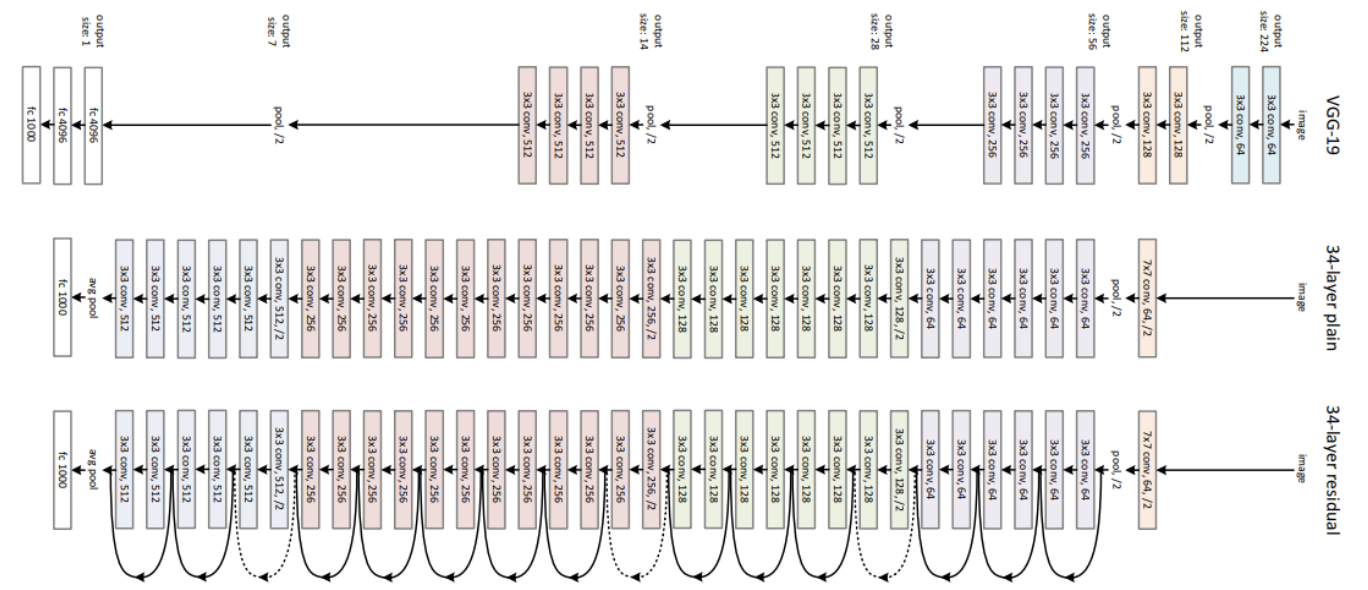 output
size: 224
output
size: 112
output
size: 56
output
size: 28
output
size: 14
output
size: 7
output
size: 1
VGG-19
image
3x3 conv, 64
3x3 conv, 64
pool, /2
3x3 conv, 128
3x3 conv, 128
pool, /2
3x3 conv, 256
3x3 conv, 256
3x3 conv, 256
3x3 conv, 256
pool, /2
3x3 conv, 512
3x3 conv, 512
3x3 conv, 512
3x3 conv, 512
pool, /2
3x3 conv, 512
3x3 conv, 512
3x3 conv, 512
3x3 conv, 512
pool, /2
fc 4096
fc 4096
fc 1000
34-layer plain
image
7x7 conv, 64, /2
pool, /2
3x3 conv, 64
3x3 conv, 64
3x3 conv, 64
3x3 conv, 64
3x3 conv, 64
3x3 conv, 64
3x3 conv, 128, /2
3x3 conv, 128
3x3 conv, 128
3x3 conv, 128
3x3 conv, 128
3x3 conv, 128
3x3 conv, 128
3x3 conv, 128
3x3 conv, 256, /2
3x3 conv, 256
3x3 conv, 256
3x3 conv, 256
3x3 conv, 256
3x3 conv, 256
3x3 conv, 256
3x3 conv, 256
3x3 conv, 256
3x3 conv, 256
3x3 conv, 256
3x3 conv, 256
3x3 conv, 512, /2
3x3 conv, 512
3x3 conv, 512
3x3 conv, 512
3x3 conv, 512
3x3 conv, 512
avg pool
fc 1000
34-layer residual
image
7x7 conv, 64, /2
pool, /2
3x3 conv, 64
3x3 conv, 64
3x3 conv, 64
3x3 conv, 64
3x3 conv, 64
3x3 conv, 64
3x3 conv, 128, /2
3x3 conv, 128
3x3 conv, 128
3x3 conv, 128
3x3 conv, 128
3x3 conv, 128
3x3 conv, 128
3x3 conv, 128
3x3 conv, 256, /2
3x3 conv, 256
3x3 conv, 256
3x3 conv, 256
3x3 conv, 256
3x3 conv, 256
3x3 conv, 256
3x3 conv, 256
3x3 conv, 256
3x3 conv, 256
3x3 conv, 256
3x3 conv, 256
3x3 conv, 512, /2
3x3 conv, 512
3x3 conv, 512
3x3 conv, 512
3x3 conv, 512
3x3 conv, 512
avg pool
fc 1000